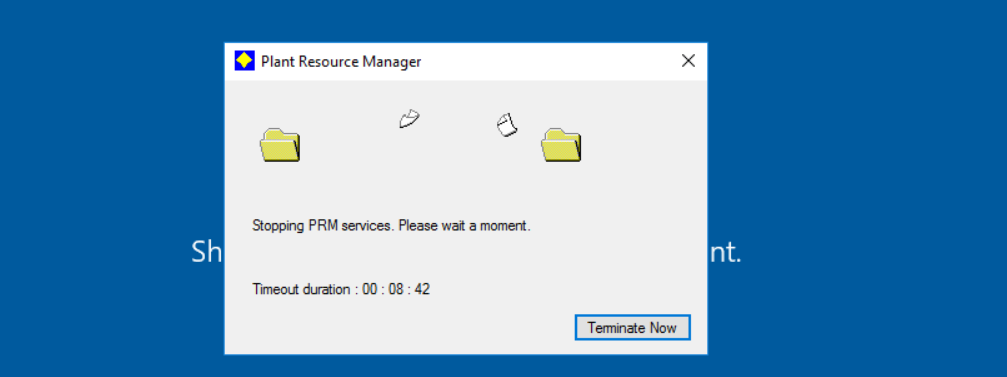 Plant Resource Manager
Stopping PRM services. Please wait a moment.
Sh
nt.
Timeout duration : 00 : 08 : 42
Terminate Now